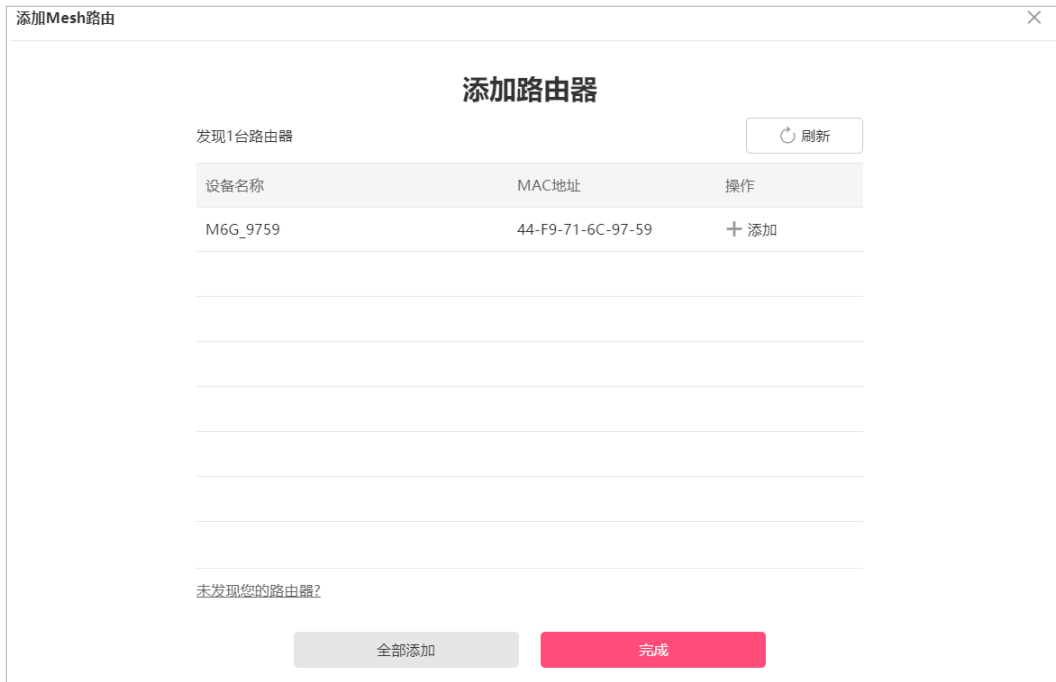 添加Mesh路由
添加路由器
发现1台路由器 刷新
设备名称 MAC地址 操作
M6G_9759 44-F9-71-6C-97-59 添加
未发现您的路由器?
全部添加 完成